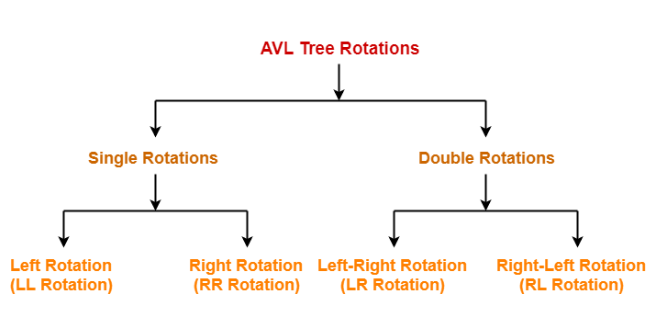 AVL Tree Rotations
Single Rotations
Double Rotations
Left Rotation
(LL Rotation)
Right Rotation
(RR Rotation)
Left-Right Rotation
(LR Rotation)
Right-Left Rotation
(RL Rotation)